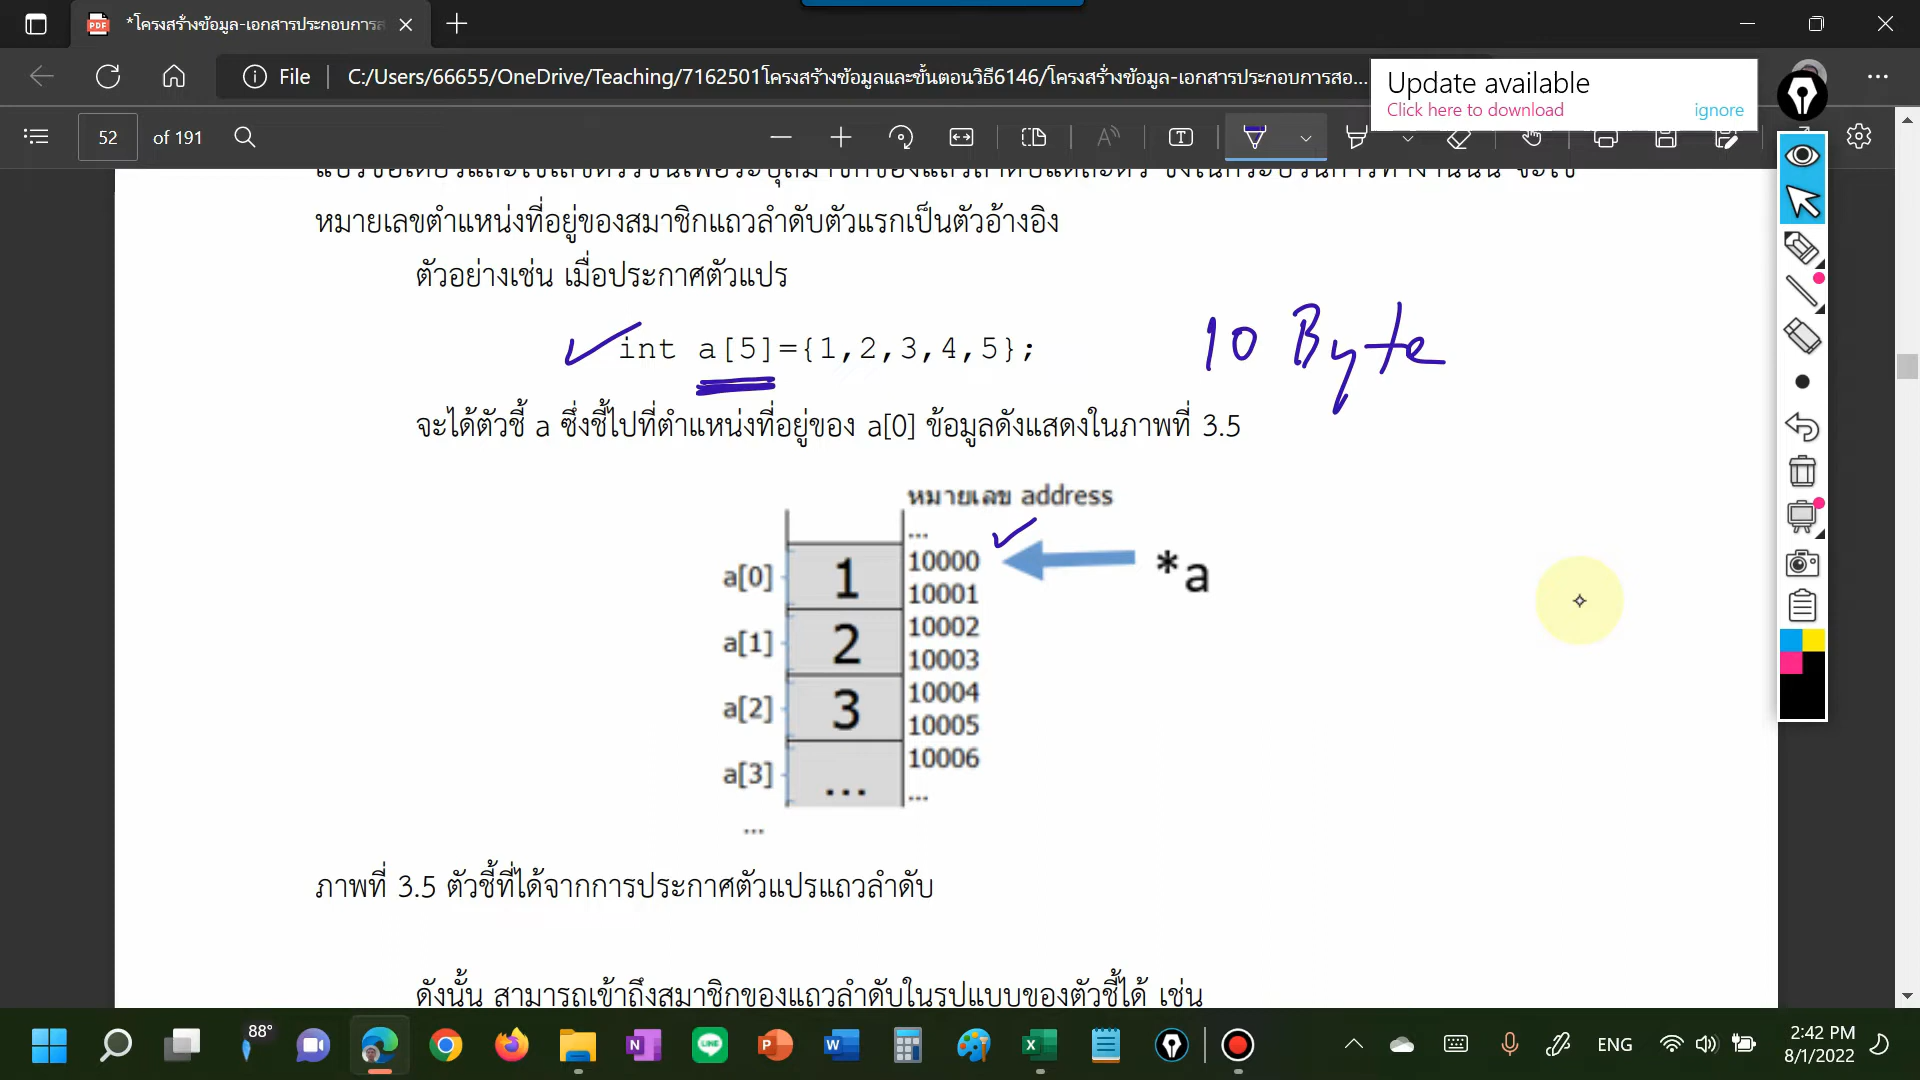 *โครงสร้างข้อมูล-เอกสารประกอบการส
File
C:/Users/66655/OneDrive/Teaching/7162501โครงสร้างข้อมูลและขั้นตอนวิธี6146/โครงสร้างข้อมูล-เอกสารประกอบการสอ...
Update available
Click here to download
ignore
52 of 191
หมายเลขตำแหน่งที่อยู่ของสมาชิกแถวลำดับตัวแรกเป็นตัวอ้างอิง
ตัวอย่างเช่น เมื่อประกาศตัวแปร
int a[5]={1,2,3,4,5};
10 Byte
จะได้ตัวชี้ a ซึ่งชี้ไปที่ตำแหน่งที่อยู่ของ a[0] ข้อมูลดังแสดงในภาพที่ 3.5
หมายเลข address
...
a[0] 1 10000 *a
10001
a[1] 2 10002
10003
a[2] 3 10004
10005
a[3] ... 10006
...
...
ภาพที่ 3.5 ตัวชี้ที่ได้จากการประกาศตัวแปรแถวลำดับ
ดังนั้น สามารถเข้าถึงสมาชิกของแถวลำดับในรูปแบบของตัวชี้ได้ เช่น
88°
ENG
2:42 PM
8/1/2022